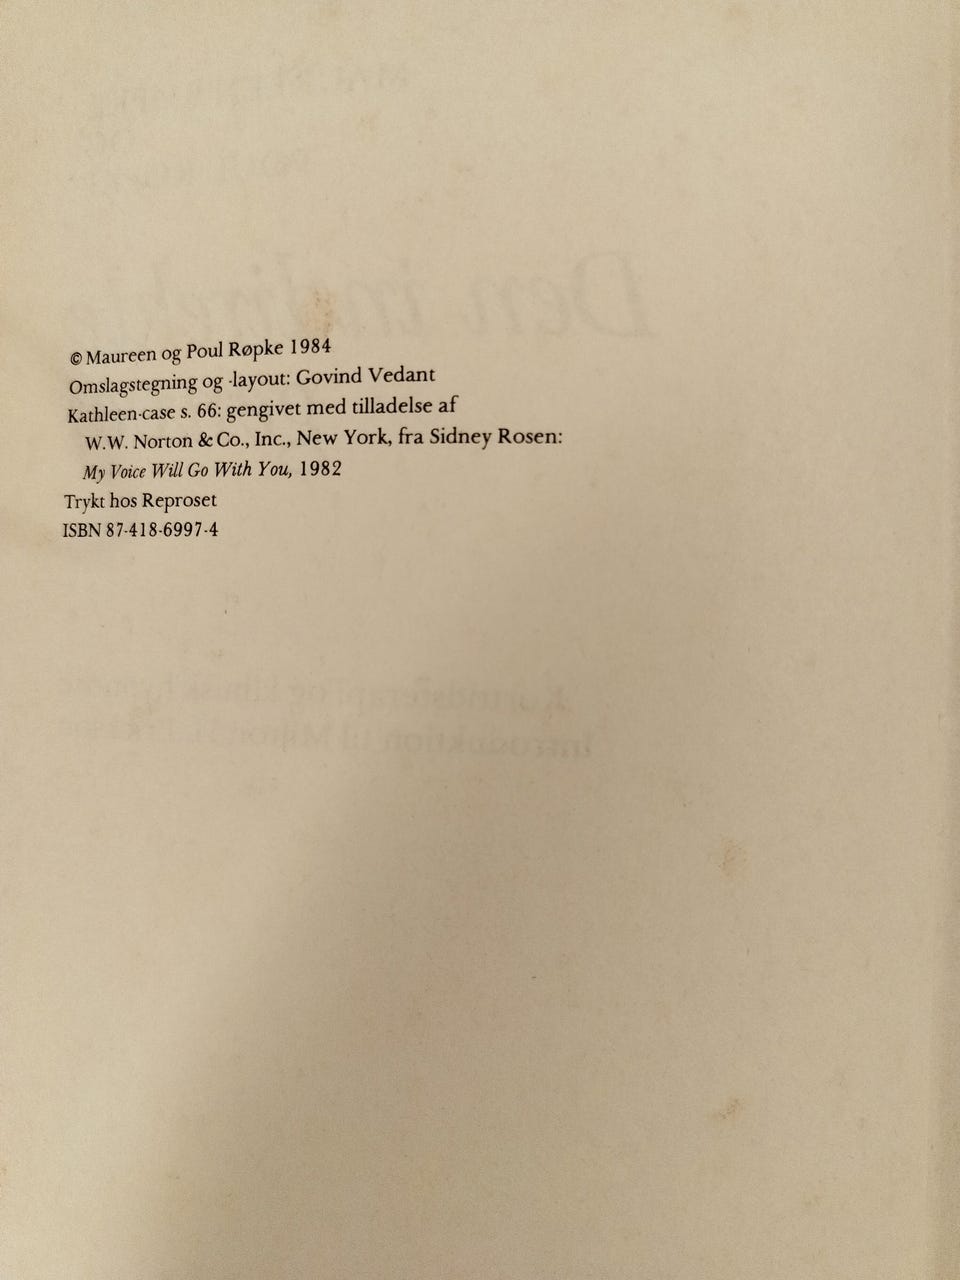 © Maureen og Poul Røpke 1984
Omslagstegning og -layout: Govind Vedant
Kathleen-case s. 66: gengivet med tilladelse af
W.W. Norton & Co., Inc., New York, fra Sidney Rosen:
My Voice Will Go With You, 1982
Trykt hos Reproset
ISBN 87-418-6997-4